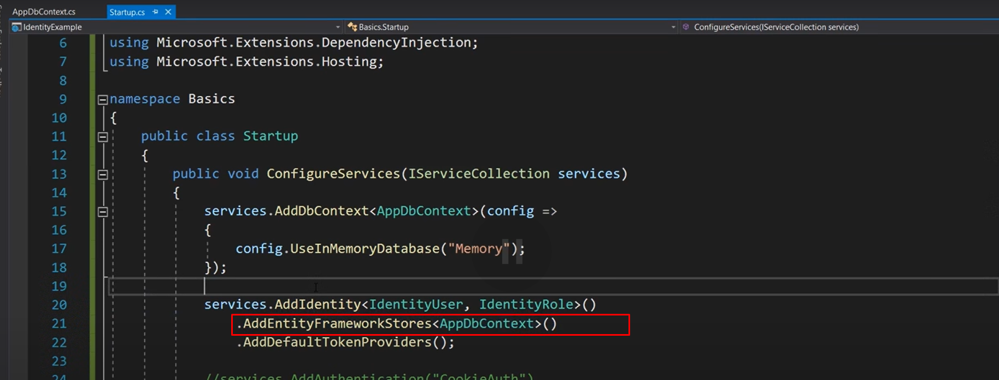 AppDbContext.cs
Startup.cs
IdentityExample
Basics.Startup
ConfigureServices(IServiceCollection services)
6 using Microsoft.Extensions.DependencyInjection;
7 using Microsoft.Extensions.Hosting;
8
9 namespace Basics
10 {
11 public class Startup
12 {
13 public void ConfigureServices(IServiceCollection services)
14 {
15 services.AddDbContext<AppDbContext>(config =>
16 {
17 config.UseInMemoryDatabase("Memory");
18 });
19
20 services.AddIdentity<IdentityUser, IdentityRole>()
21 .AddEntityFrameworkStores<AppDbContext>()
22 .AddDefaultTokenProviders();
23
24 //services.AddAuthentication("CookieAuth")